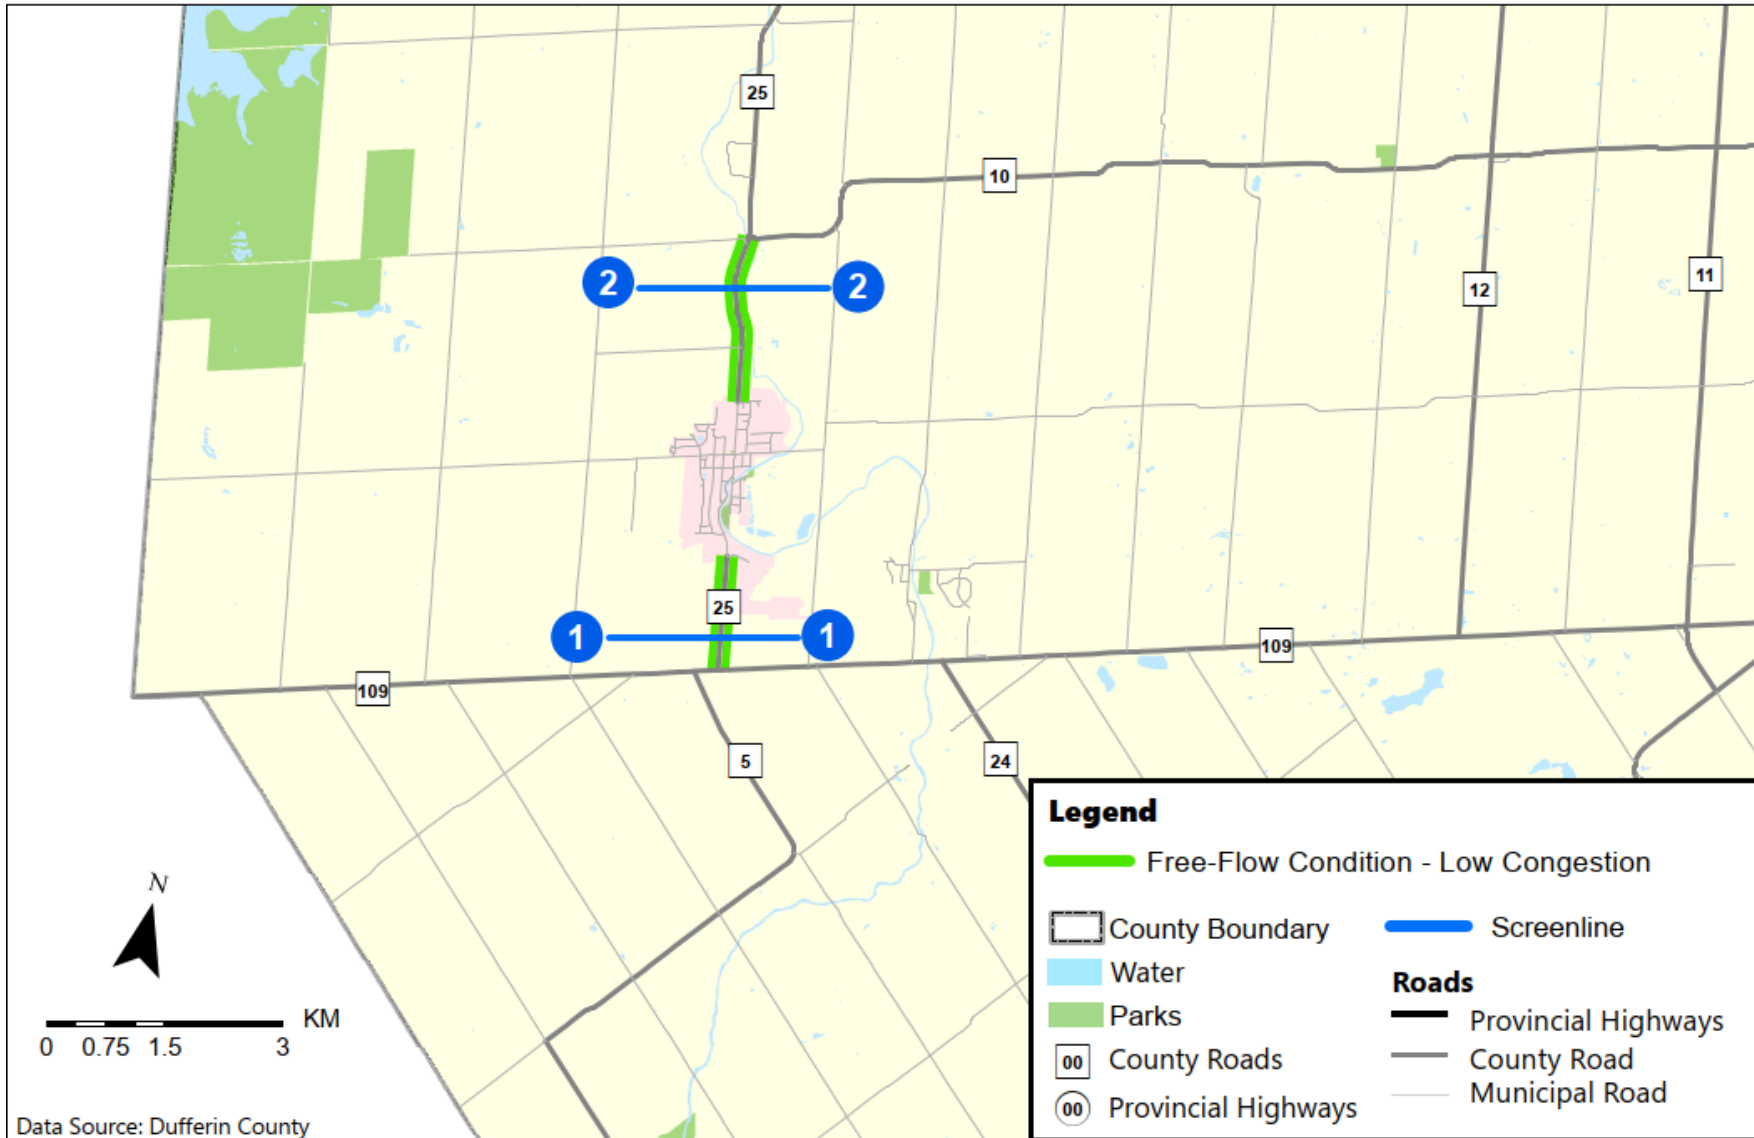 25
10
2
2
12
11
25
1
1
109
109
5
24
N
KM
0 0.75 1.5 3
Data Source: Dufferin County
Legend
Free-Flow Condition - Low Congestion
County Boundary
Water
Parks
00 County Roads
00 Provincial Highways
Screenline
Roads
Provincial Highways
County Road
Municipal Road